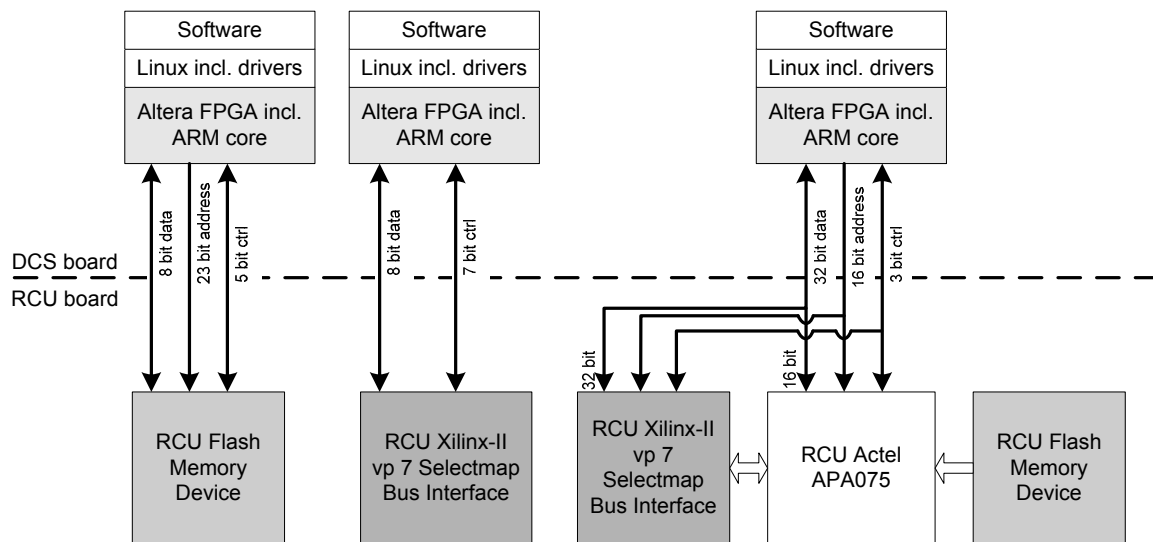 Software
Linux incl. drivers
Altera FPGA incl.
ARM core
Software
Linux incl. drivers
Altera FPGA incl.
ARM core
Software
Linux incl. drivers
Altera FPGA incl.
ARM core
8 bit data
23 bit address
5 bit ctrl
8 bit data
7 bit ctrl
32 bit data
16 bit address
3 bit ctrl
DCS board
RCU board
32 bit
16 bit
RCU Flash
Memory
Device
RCU Xilinx-II
vp 7 Selectmap
Bus Interface
RCU Xilinx-II
vp 7
Selectmap
Bus Interface
RCU Actel
APA075
RCU Flash
Memory
Device